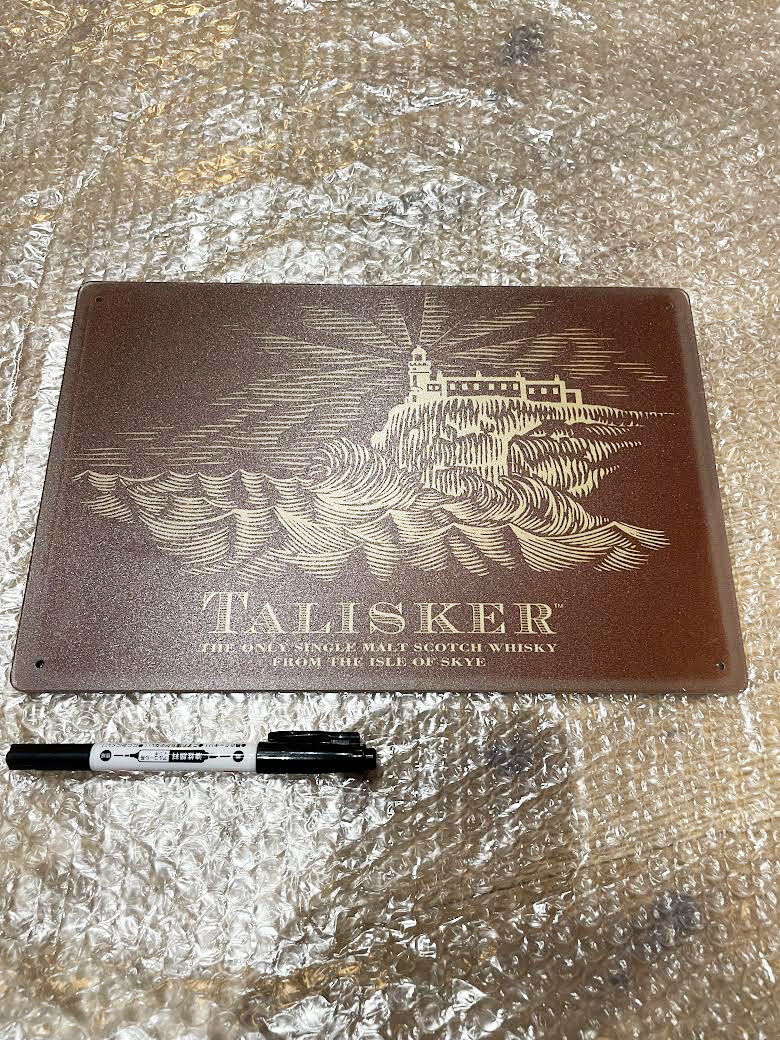 TALISKER™
THE ONLY SINGLE MALT SCOTCH WHISKY
FROM THE ISLE OF SKYE